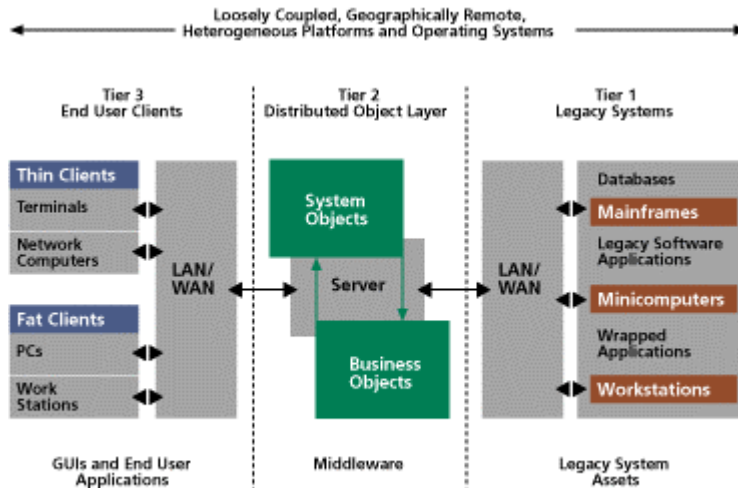 Loosely Coupled, Geographically Remote,
Heterogeneous Platforms and Operating Systems
Tier 3
End User Clients
Tier 2
Distributed Object Layer
Tier 1
Legacy Systems
Thin Clients
Terminals
Network
Computers
Fat Clients
PCs
Work
Stations
LAN/
WAN
System
Objects
Server
Business
Objects
LAN/
WAN
Databases
Mainframes
Legacy Software
Applications
Minicomputers
Wrapped
Applications
Workstations
GUIs and End User
Applications
Middleware
Legacy System
Assets